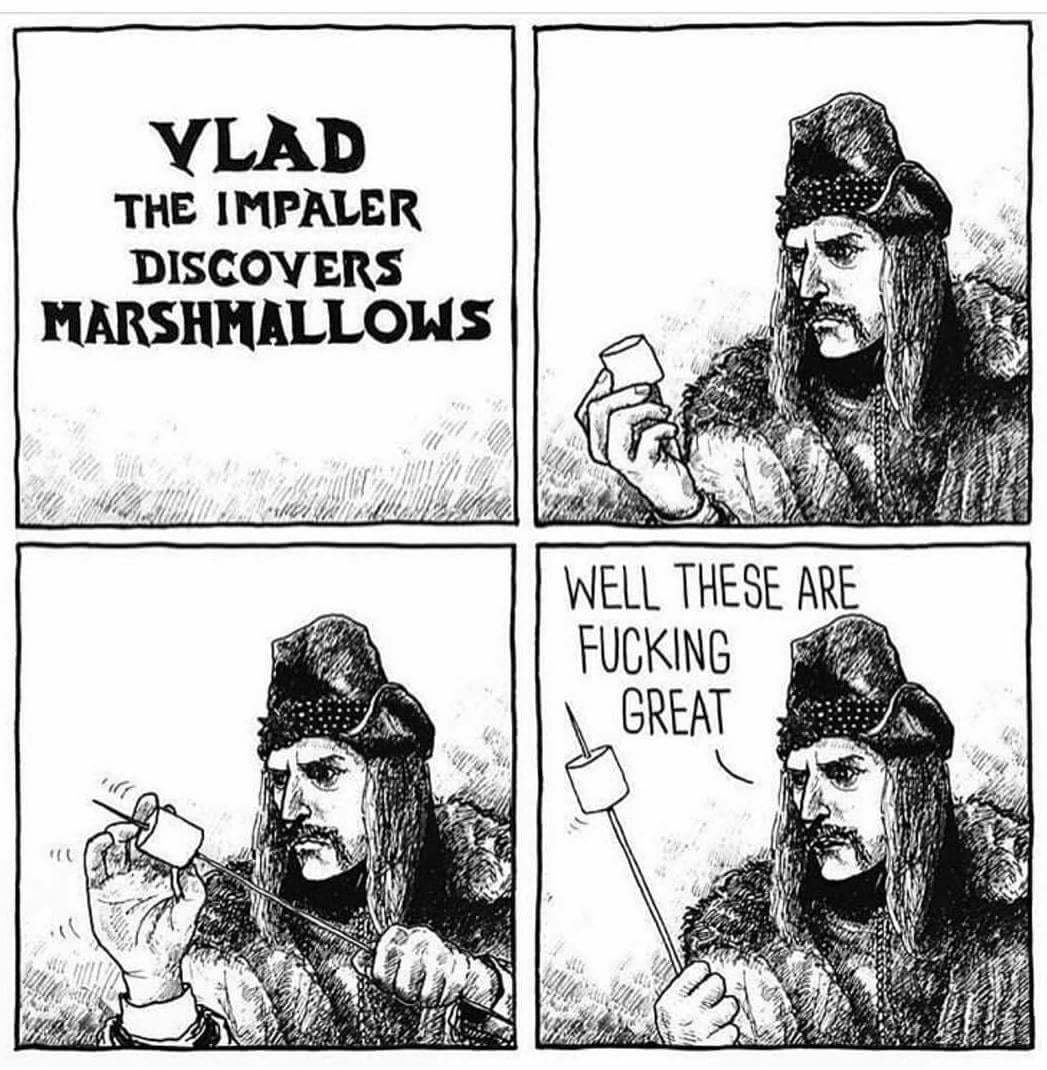 VLAD
THE IMPALER
DISCOVERS
MARSHMALLOWS
WELL THESE ARE
FUCKING
GREAT